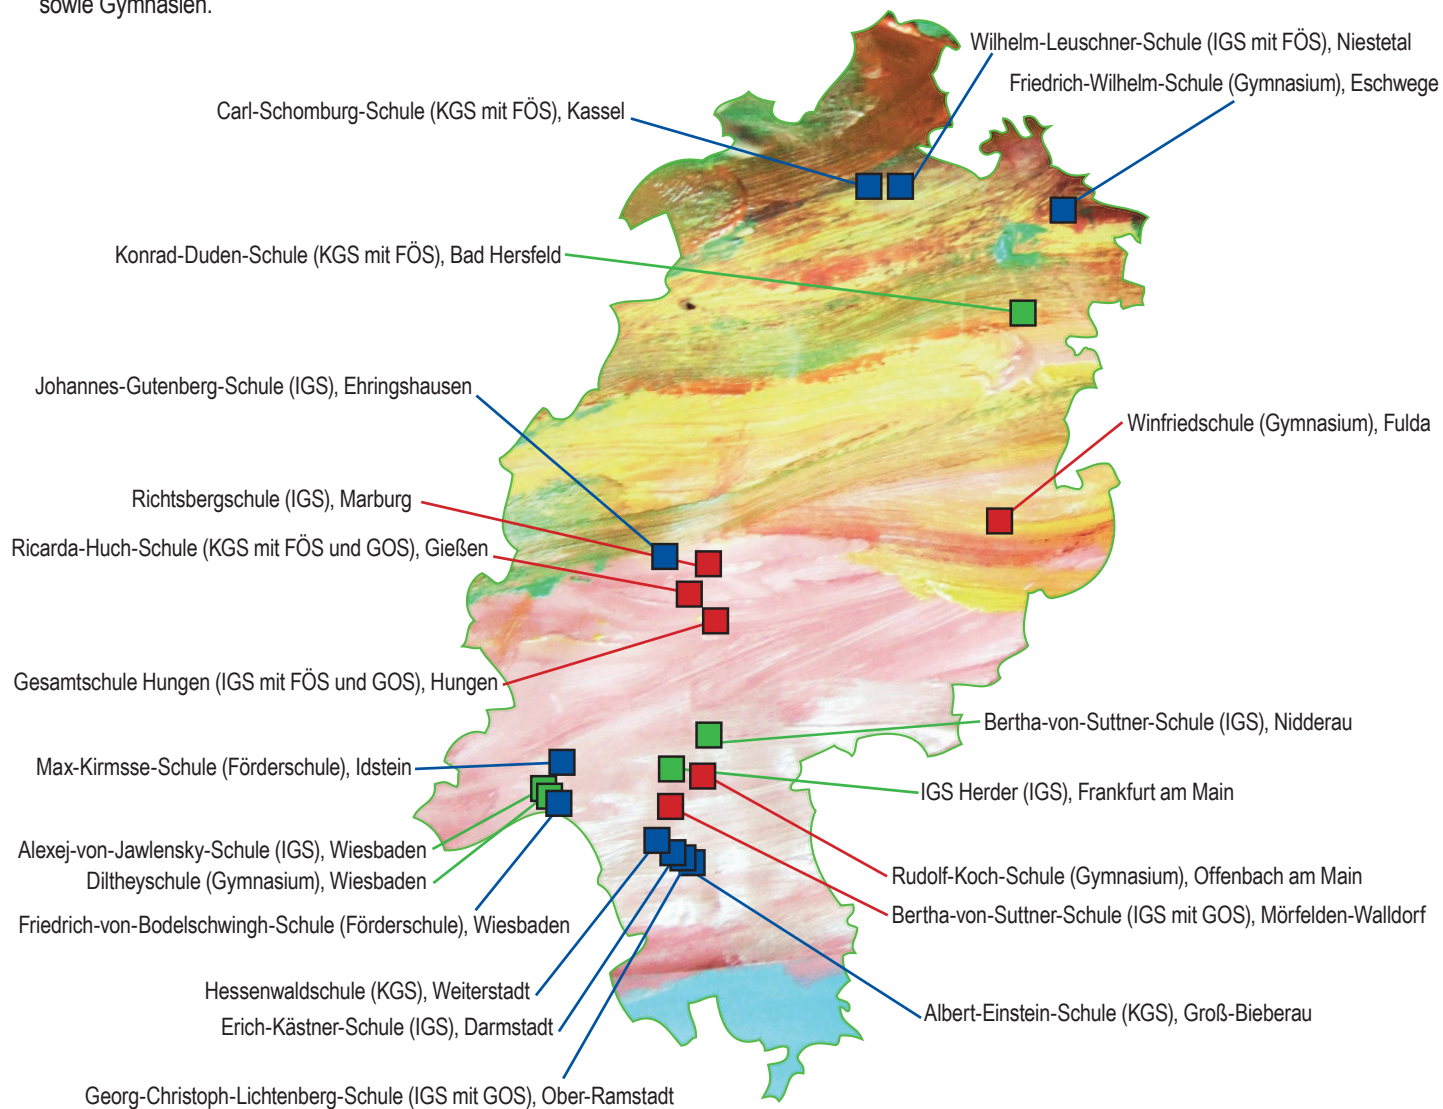 sowie Gymnasien.
Wilhelm-Leuschner-Schule (IGS mit FÖS), Niestetal
Friedrich-Wilhelm-Schule (Gymnasium), Eschwege
Carl-Schomburg-Schule (KGS mit FÖS), Kassel
Konrad-Duden-Schule (KGS mit FÖS), Bad Hersfeld
Johannes-Gutenberg-Schule (IGS), Ehringshausen
Winfriedschule (Gymnasium), Fulda
Richtsbergschule (IGS), Marburg
Ricarda-Huch-Schule (KGS mit FÖS und GOS), Gießen
Gesamtschule Hungen (IGS mit FÖS und GOS), Hungen
Bertha-von-Suttner-Schule (IGS), Nidderau
Max-Kirmsse-Schule (Förderschule), Idstein
IGS Herder (IGS), Frankfurt am Main
Alexej-von-Jawlensky-Schule (IGS), Wiesbaden
Diltheyschule (Gymnasium), Wiesbaden
Rudolf-Koch-Schule (Gymnasium), Offenbach am Main
Bertha-von-Suttner-Schule (IGS mit GOS), Mörfelden-Walldorf
Friedrich-von-Bodelschwingh-Schule (Förderschule), Wiesbaden
Hessenwaldschule (KGS), Weiterstadt
Albert-Einstein-Schule (KGS), Groß-Bieberau
Erich-Kästner-Schule (IGS), Darmstadt
Georg-Christoph-Lichtenberg-Schule (IGS mit GOS), Ober-Ramstadt